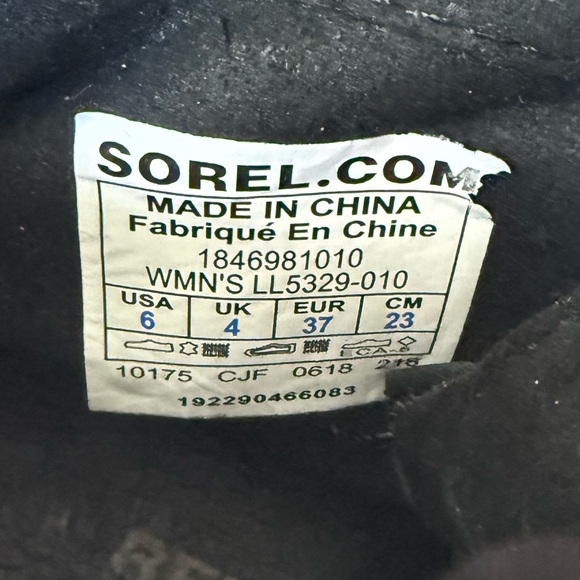 SOREL.COM
MADE IN CHINA
Fabriqué En Chine
1846981010
WMN'S LL5329-010
USA UK EUR CM
6 4 37 23
10175 CJF 0618
192290466083